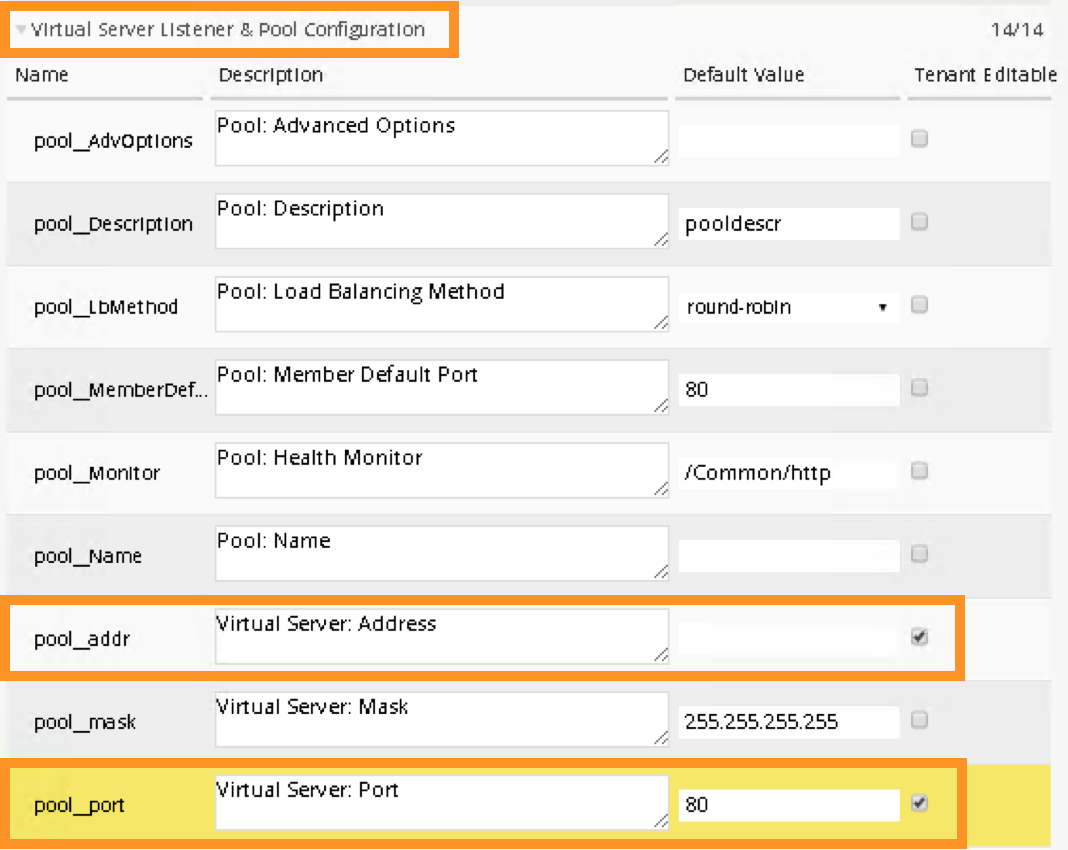 Virtual Server Listener & Pool Configuration 14/14
Name Description Default Value Tenant Editable
pool__AdvOptions Pool: Advanced Options
pool__Description Pool: Description pooldescr
pool__LbMethod Pool: Load Balancing Method round-robin
pool__MemberDef... Pool: Member Default Port 80
pool__Monitor Pool: Health Monitor /Common/http
pool__Name Pool: Name
pool__addr Virtual Server: Address
pool__mask Virtual Server: Mask 255.255.255.255
pool__port Virtual Server: Port 80